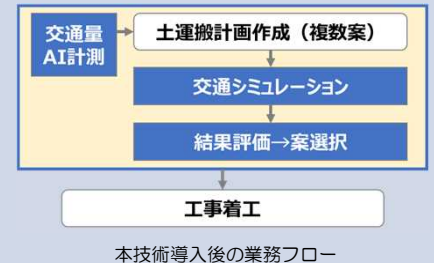 交通量
AI計測
土運搬計画作成（複数案）
交通シミュレーション
結果評価→案選択
工事着工
本技術導入後の業務フロー